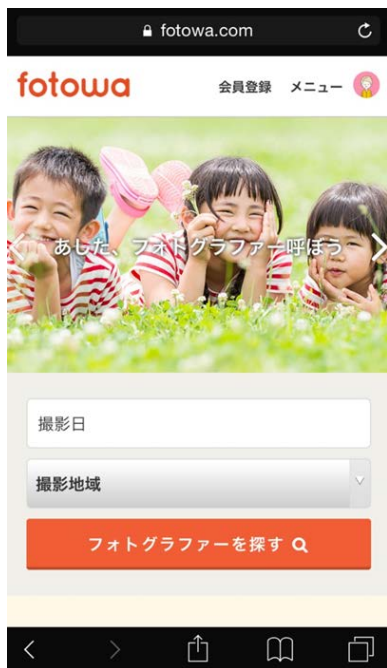 fotowa.com
fotowa 会員登録 メニュー
あした、フォトグラファー呼ぼう
撮影日
撮影地域
フォトグラファーを探す